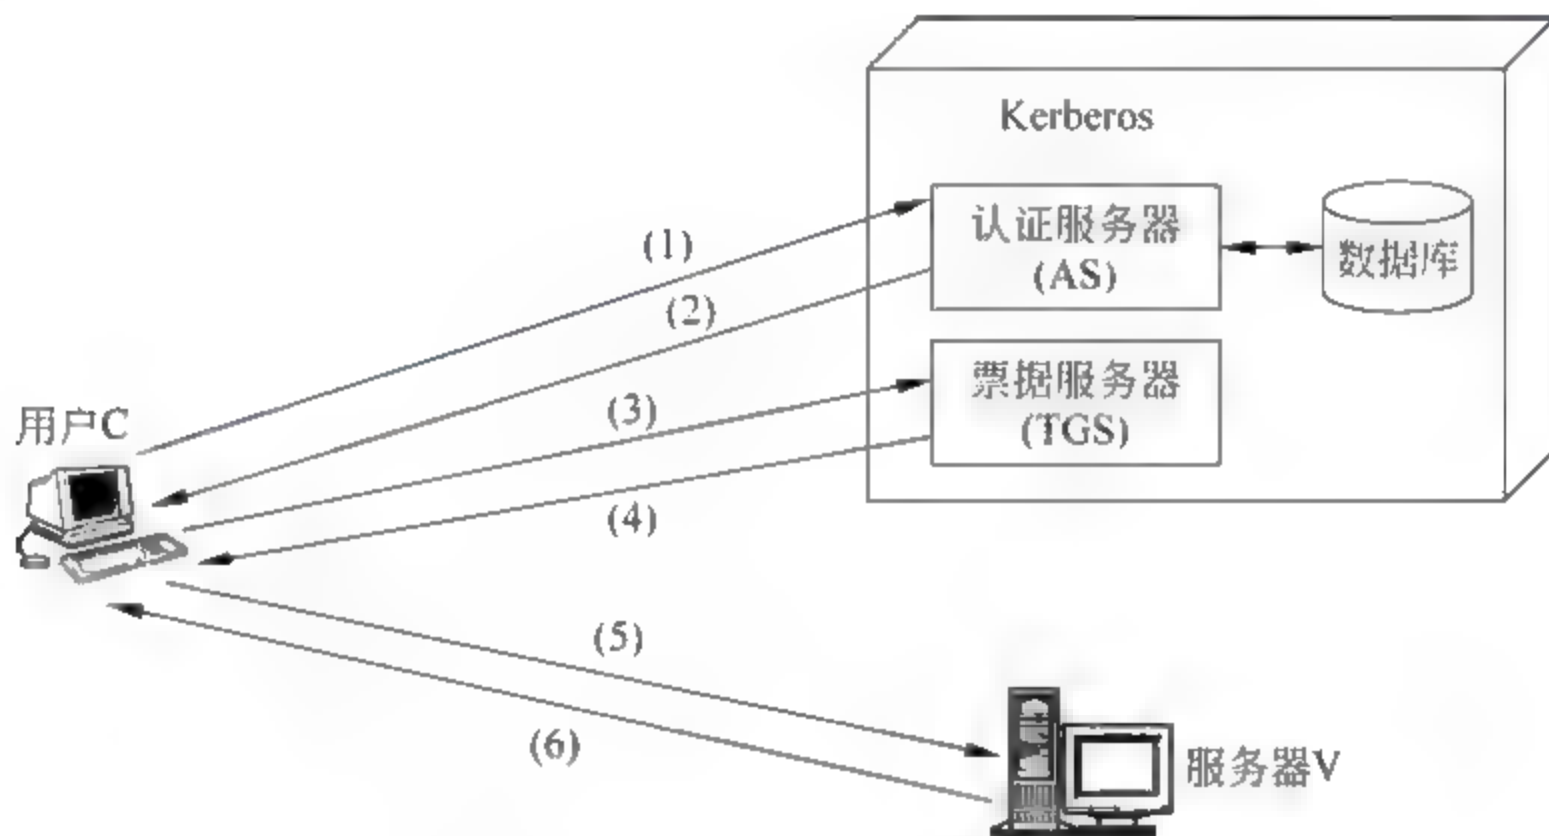 Kerberos
认证服务器
(AS)
数据库
(1)
(2)
票据服务器
(TGS)
(3)
用户C
(4)
(5)
(6)
服务器V